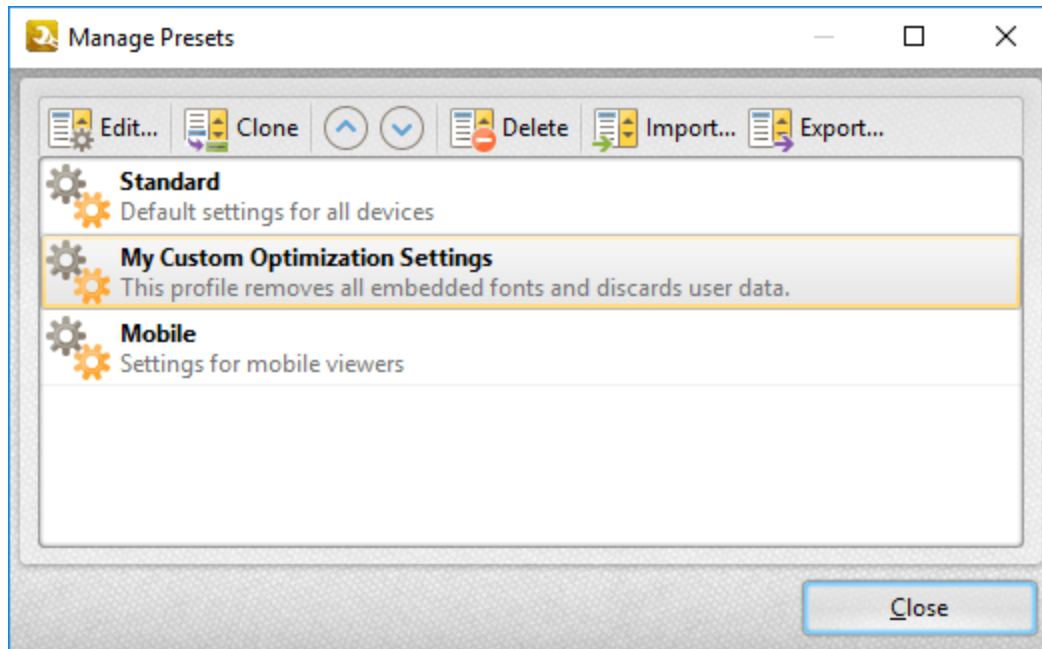 Manage Presets
Edit... Clone Delete Import... Export...
Standard
Default settings for all devices
My Custom Optimization Settings
This profile removes all embedded fonts and discards user data.
Mobile
Settings for mobile viewers
Close